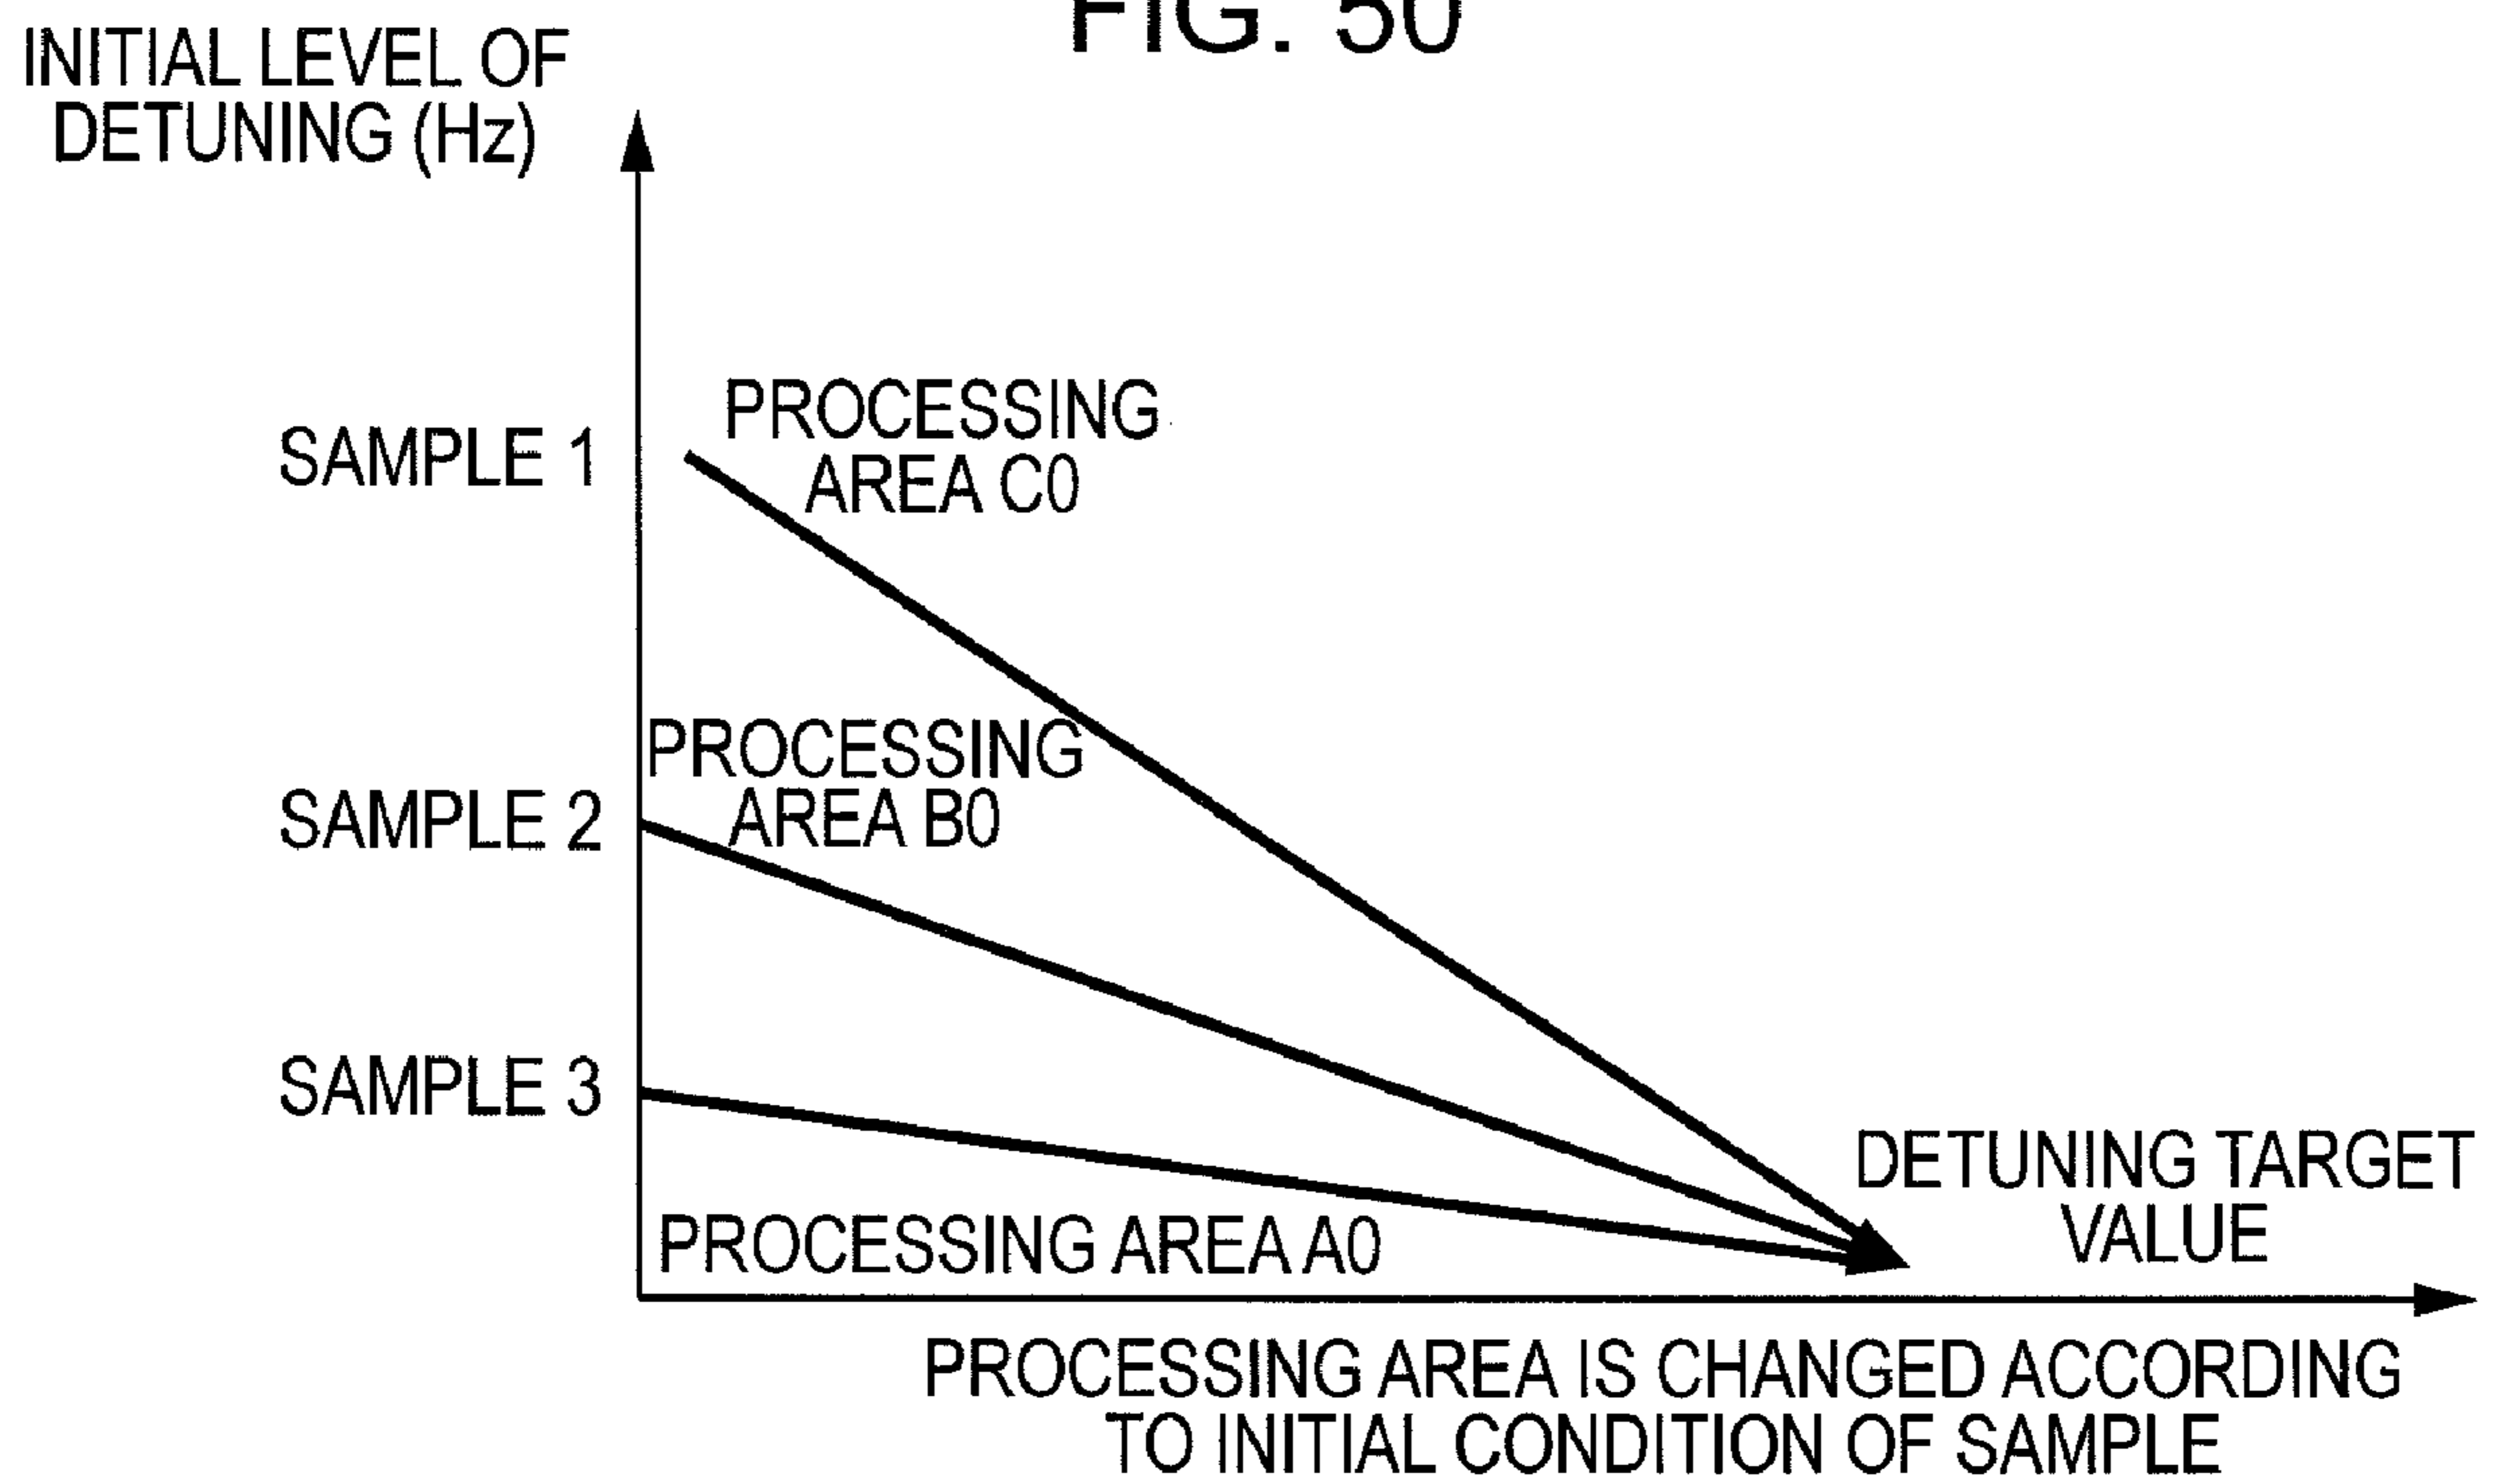 FIG. 50
INITIAL LEVEL OF
DETUNING (Hz)
SAMPLE 1
PROCESSING
AREA C0
SAMPLE 2
PROCESSING
AREA B0
SAMPLE 3
PROCESSING AREA A0
DETUNING TARGET
VALUE
PROCESSING AREA IS CHANGED ACCORDING
TO INITIAL CONDITION OF SAMPLE